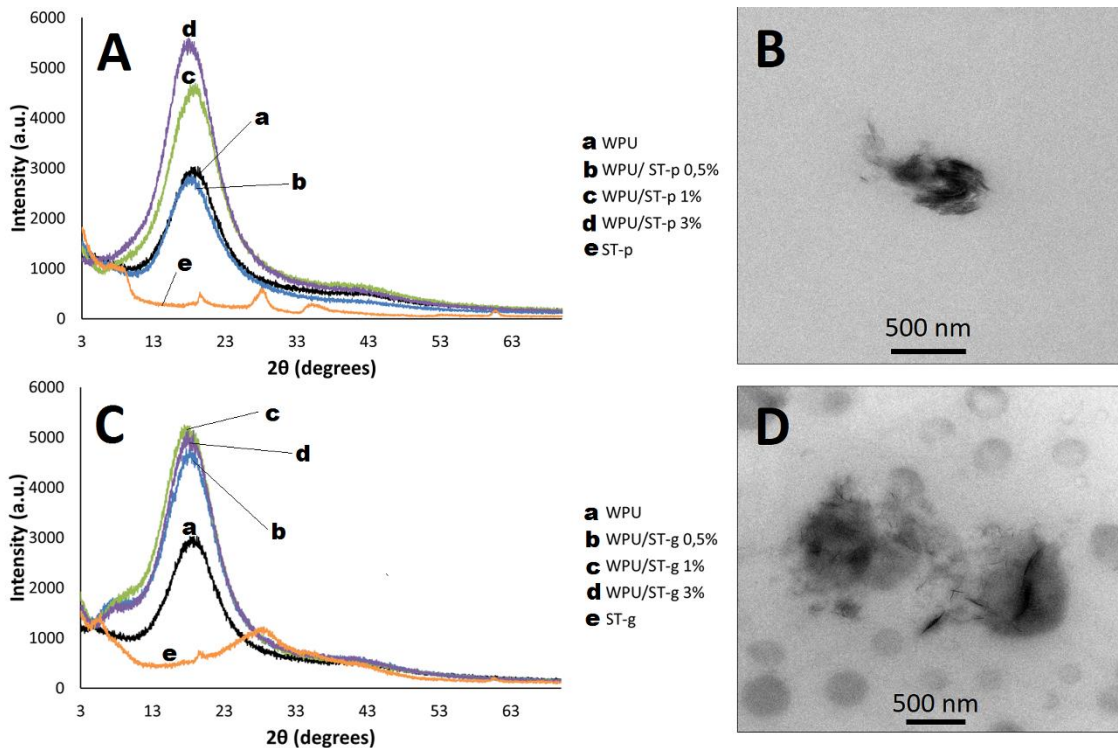 A
6000
5000
4000
3000
2000
1000
0
Intensity (a.u.)
d
c
a
b
e
3 13 23 33 43 53 63
2θ (degrees)
a WPU
b WPU/ ST-p 0,5%
c WPU/ST-p 1%
d WPU/ST-p 3%
e ST-p
B
500 nm
C
6000
5000
4000
3000
2000
1000
0
Intensity (a.u.)
c
d
b
a
e
3 13 23 33 43 53 63
2θ (degrees)
a WPU
b WPU/ST-g 0,5%
c WPU/ST-g 1%
d WPU/ST-g 3%
e ST-g
D
500 nm